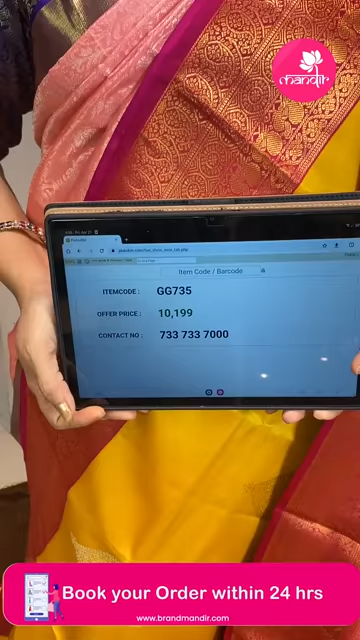 mandir
Item Code / Barcode
ITEMCODE : GG735
OFFER PRICE : 10,199
CONTACT NO : 733 733 7000
Book your Order within 24 hrs
www.brandmandir.com